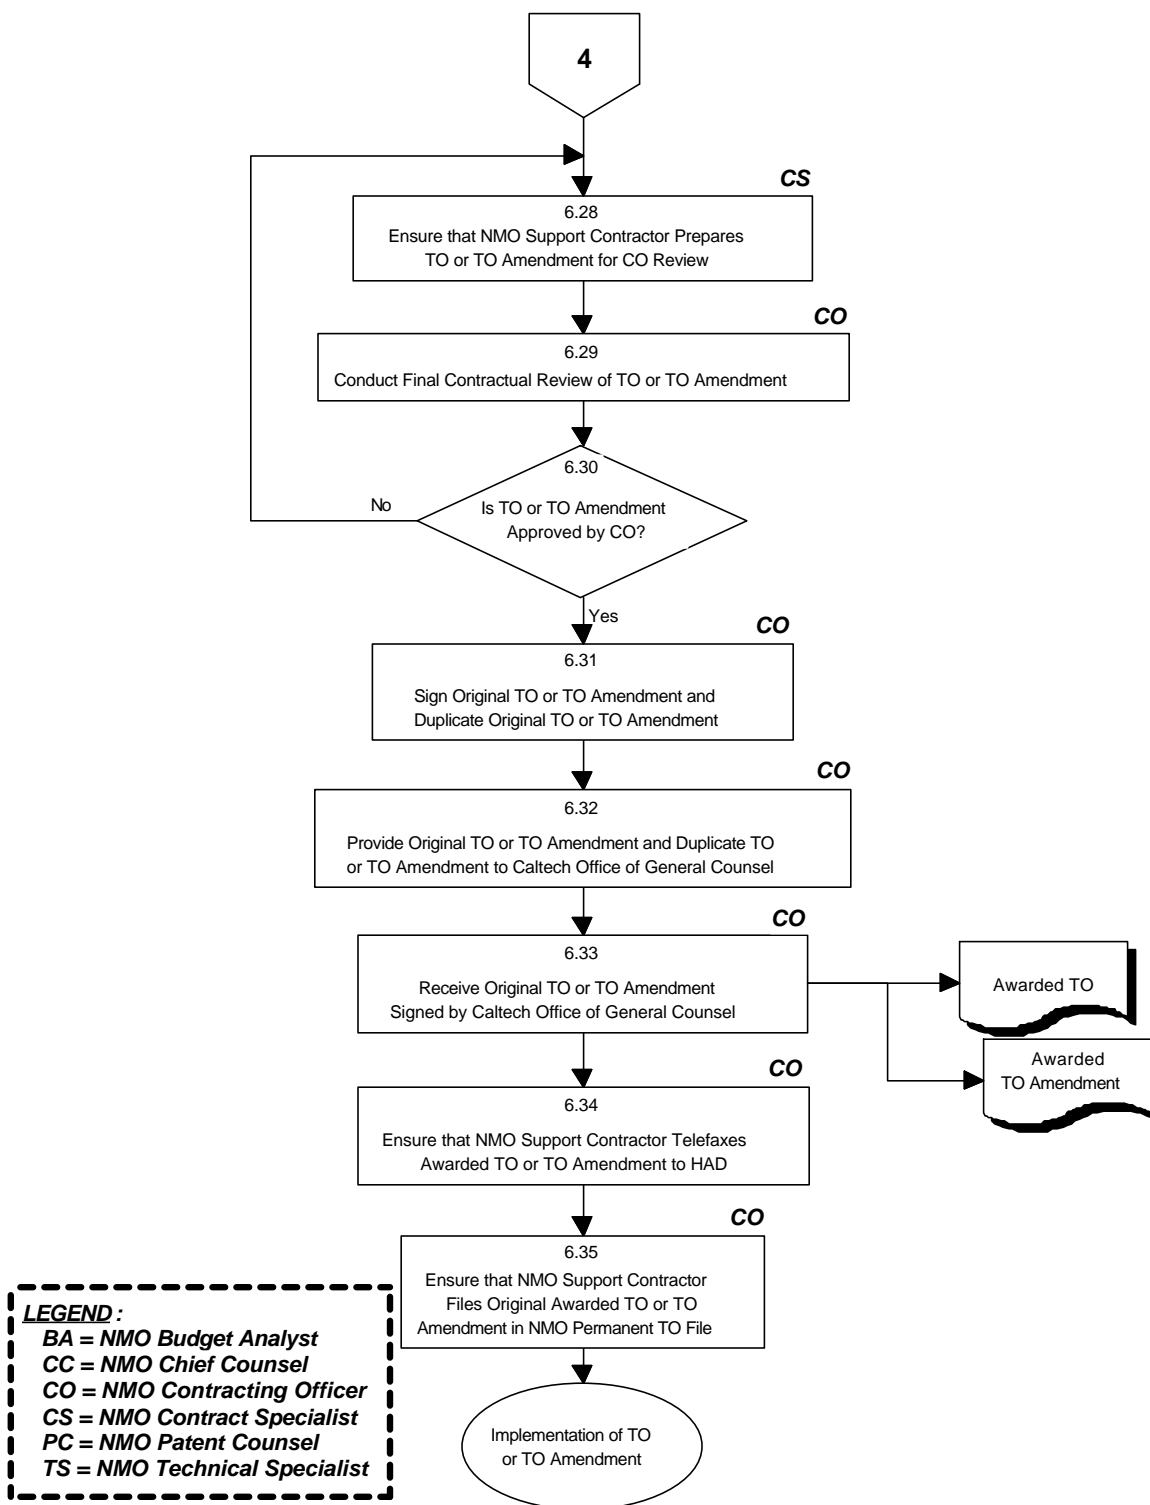 4
CS
6.28
Ensure that NMO Support Contractor Prepares
TO or TO Amendment for CO Review
CO
6.29
Conduct Final Contractual Review of TO or TO Amendment
6.30
Is TO or TO Amendment
Approved by CO?
No
Yes
CO
6.31
Sign Original TO or TO Amendment and
Duplicate Original TO or TO Amendment
CO
6.32
Provide Original TO or TO Amendment and Duplicate TO
or TO Amendment to Caltech Office of General Counsel
CO
6.33
Receive Original TO or TO Amendment
Signed by Caltech Office of General Counsel
Awarded TO
Awarded
TO Amendment
CO
6.34
Ensure that NMO Support Contractor Telefaxes
Awarded TO or TO Amendment to HAD
CO
6.35
Ensure that NMO Support Contractor
Files Original Awarded TO or TO
Amendment in NMO Permanent TO File
Implementation of TO
or TO Amendment
LEGEND :
BA = NMO Budget Analyst
CC = NMO Chief Counsel
CO = NMO Contracting Officer
CS = NMO Contract Specialist
PC = NMO Patent Counsel
TS = NMO Technical Specialist